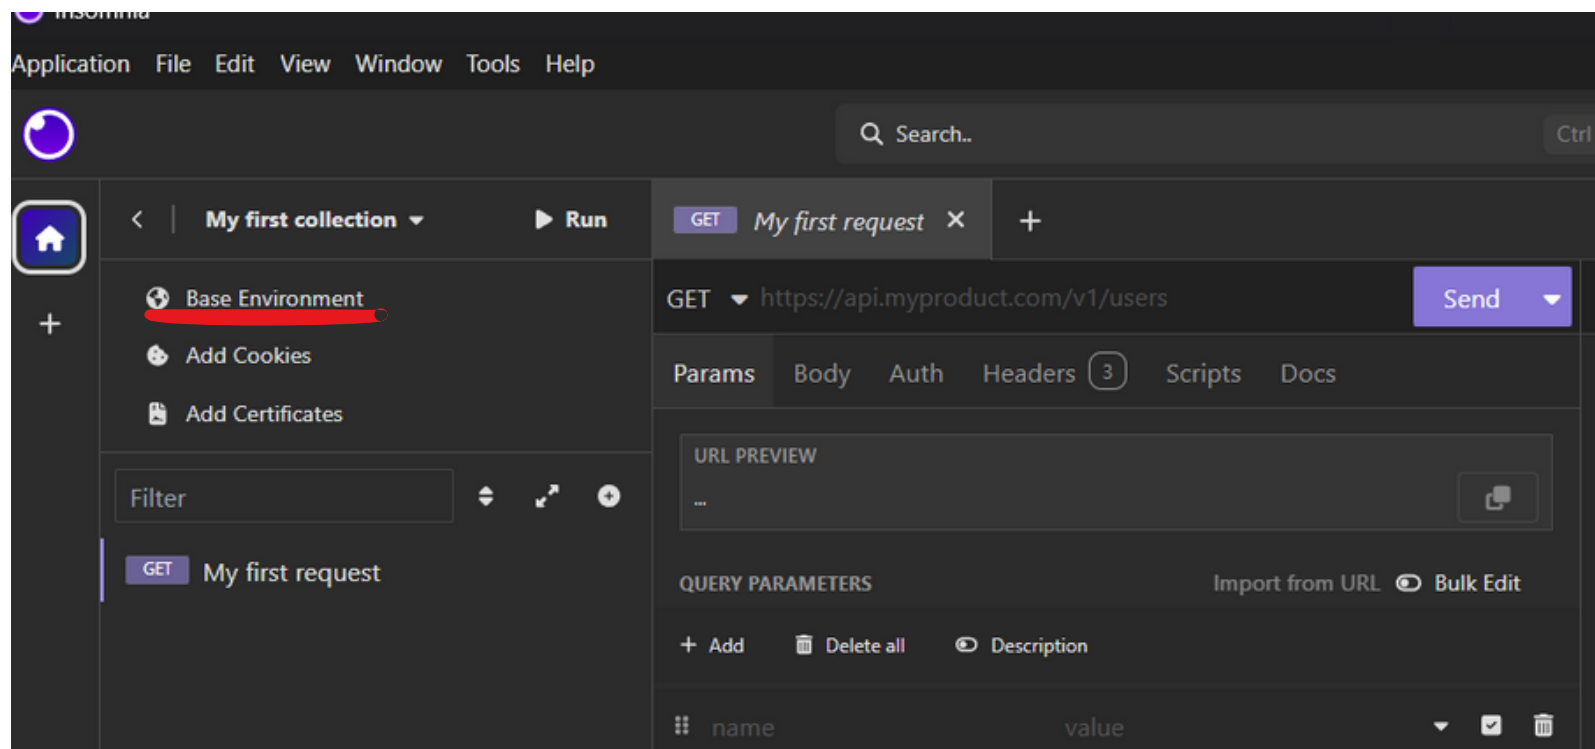 Insomnia
Application File Edit View Window Tools Help
Search..
Ctrl
My first collection
Run
GET My first request
Base Environment
GET https://api.myproduct.com/v1/users
Send
Add Cookies
Params Body Auth Headers 3 Scripts Docs
Add Certificates
URL PREVIEW
...
Filter
GET My first request
QUERY PARAMETERS
Import from URL
Bulk Edit
+ Add
Delete all
Description
name
value